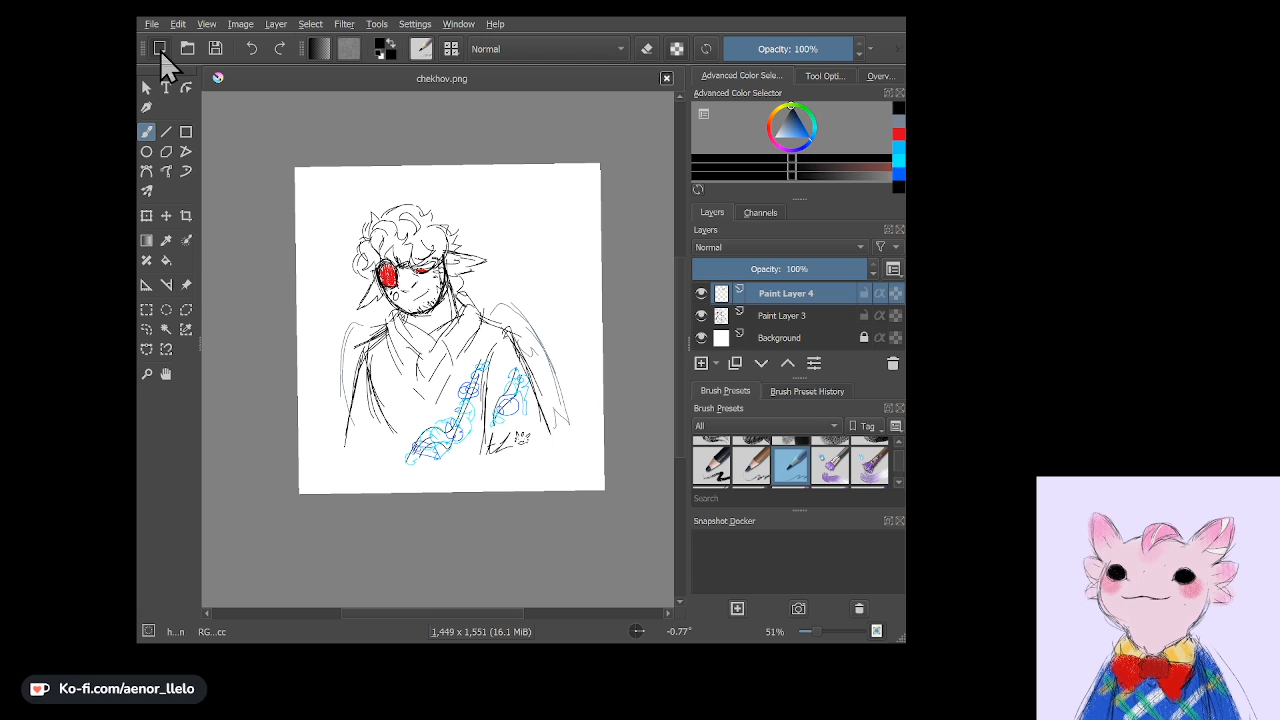 File Edit View Image Layer Select Filter Tools Settings Window Help
Normal Opacity: 100%
chekhov.png
Advanced Color Sele... Tool Opti... Overv...
Advanced Color Selector
Layers Channels
Layers
Normal
Opacity: 100%
Paint Layer 4
Paint Layer 3
Background
Brush Presets Brush Preset History
Brush Presets
All Tag
Search
Snapshot Docker
h...n RG...cc 1,449 x 1,551 (16.1 MiB) -0.77° 51%
Ko-fi.com/aenor_llelo